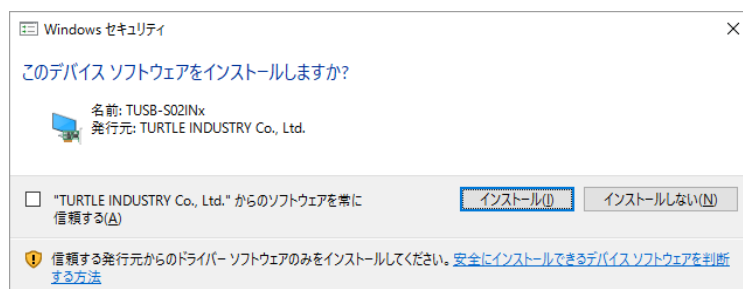 Windows セキュリティ
このデバイス ソフトウェアをインストールしますか?
名前: TUSB-S02INx
発行元: TURTLE INDUSTRY Co., Ltd.
"TURTLE INDUSTRY Co., Ltd." からのソフトウェアを常に
信頼する(A)
インストール(I)
インストールしない(N)
信頼する発行元からのドライバー ソフトウェアのみをインストールしてください。安全にインストールできるデバイス ソフトウェアを判断
する方法